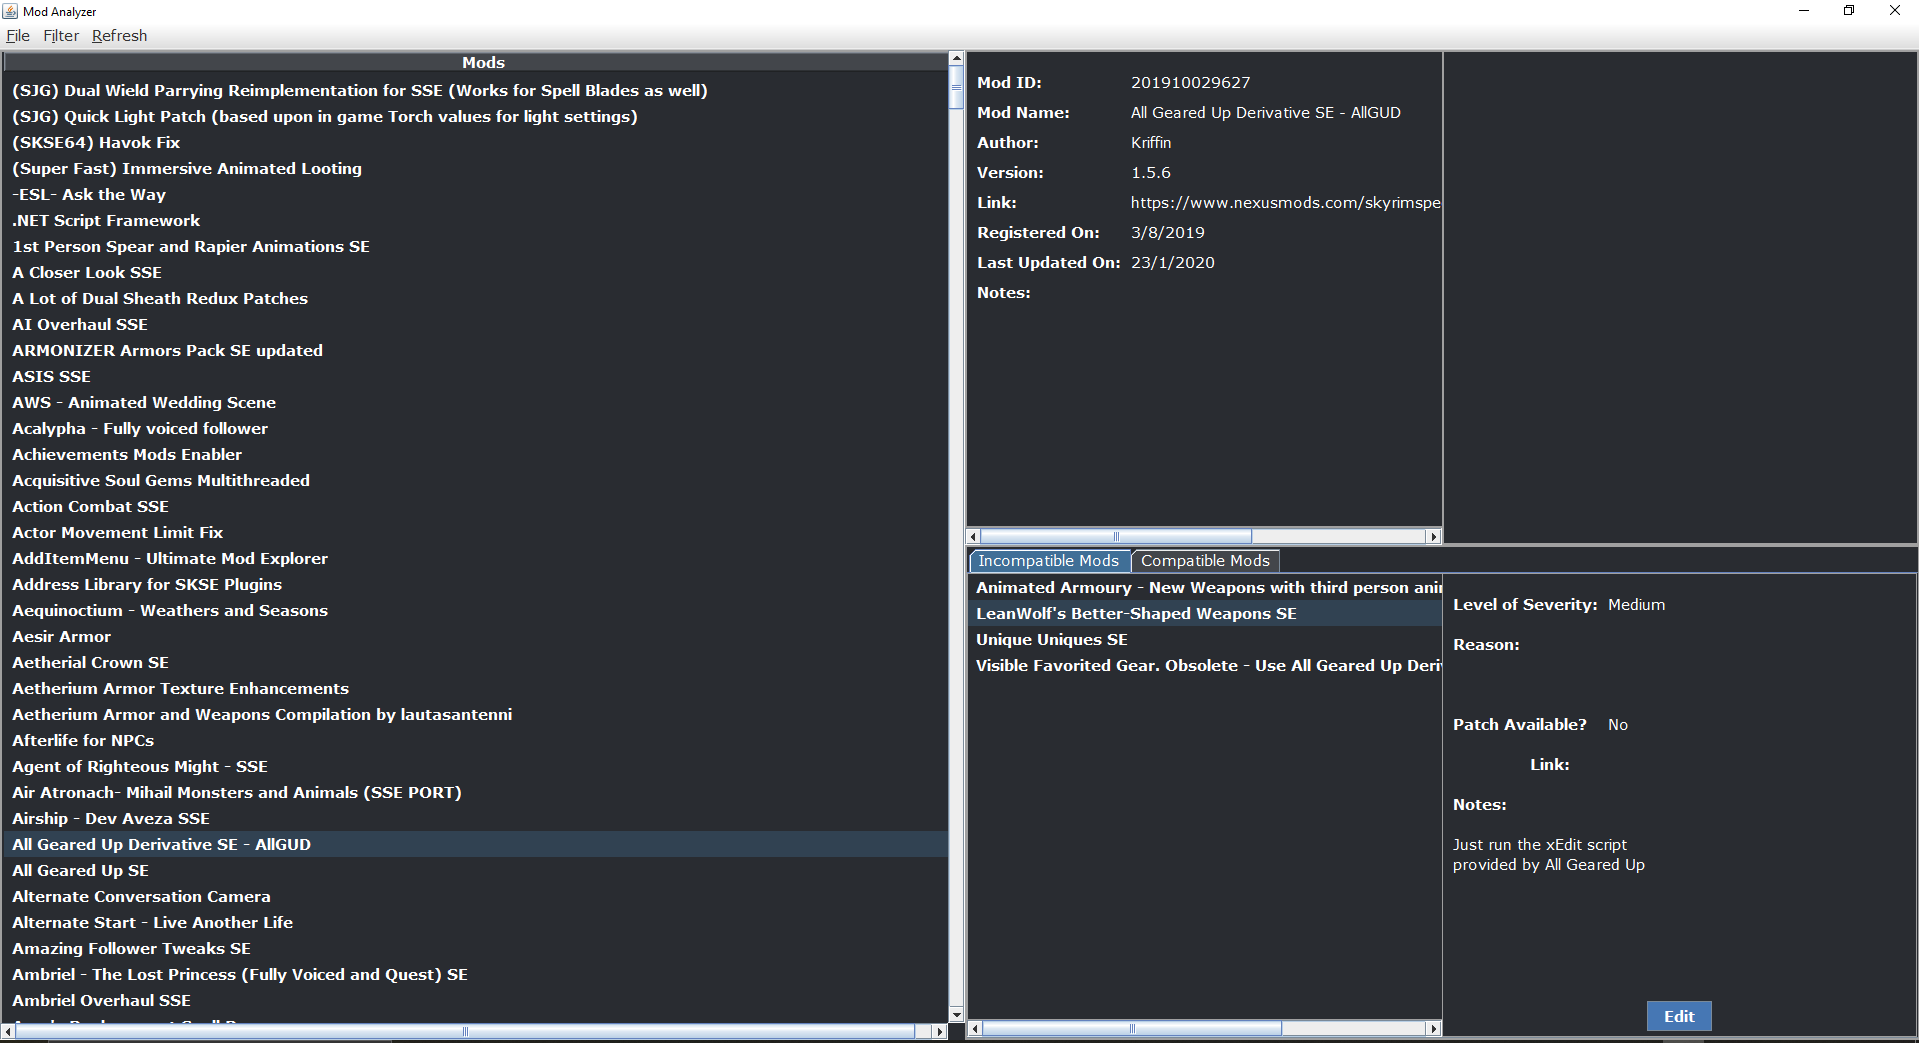 Mod Analyzer
File Filter Refresh
Mods
(SJG) Dual Wield Parrying Reimplementation for SSE (Works for Spell Blades as well)
(SJG) Quick Light Patch (based upon in game Torch values for light settings)
(SKSE64) Havok Fix
(Super Fast) Immersive Animated Looting
-ESL- Ask the Way
.NET Script Framework
1st Person Spear and Rapier Animations SE
A Closer Look SSE
A Lot of Dual Sheath Redux Patches
AI Overhaul SSE
ARMONIZER Armors Pack SE updated
ASIS SSE
AWS - Animated Wedding Scene
Acalypha - Fully voiced follower
Achievements Mods Enabler
Acquisitive Soul Gems Multithreaded
Action Combat SSE
Actor Movement Limit Fix
AddItemMenu - Ultimate Mod Explorer
Address Library for SKSE Plugins
Aequinoctium - Weathers and Seasons
Aesir Armor
Aetherial Crown SE
Aetherium Armor Texture Enhancements
Aetherium Armor and Weapons Compilation by lautasantenni
Afterlife for NPCs
Agent of Righteous Might - SSE
Air Atronach- Mihail Monsters and Animals (SSE PORT)
Airship - Dev Aveza SSE
All Geared Up Derivative SE - AllGUD
All Geared Up SE
Alternate Conversation Camera
Alternate Start - Live Another Life
Amazing Follower Tweaks SE
Ambriel - The Lost Princess (Fully Voiced and Quest) SE
Ambriel Overhaul SSE
Mod ID: 201910029627
Mod Name: All Geared Up Derivative SE - AllGUD
Author: Kriffin
Version: 1.5.6
Link: https://www.nexusmods.com/skyrimspe
Registered On: 3/8/2019
Last Updated On: 23/1/2020
Notes:
Incompatible Mods Compatible Mods
Animated Armoury - New Weapons with third person ani
LeanWolf's Better-Shaped Weapons SE
Unique Uniques SE
Visible Favorited Gear. Obsolete - Use All Geared Up Deri
Level of Severity: Medium
Reason:
Patch Available? No
Link:
Notes:
Just run the xEdit script
provided by All Geared Up
Edit